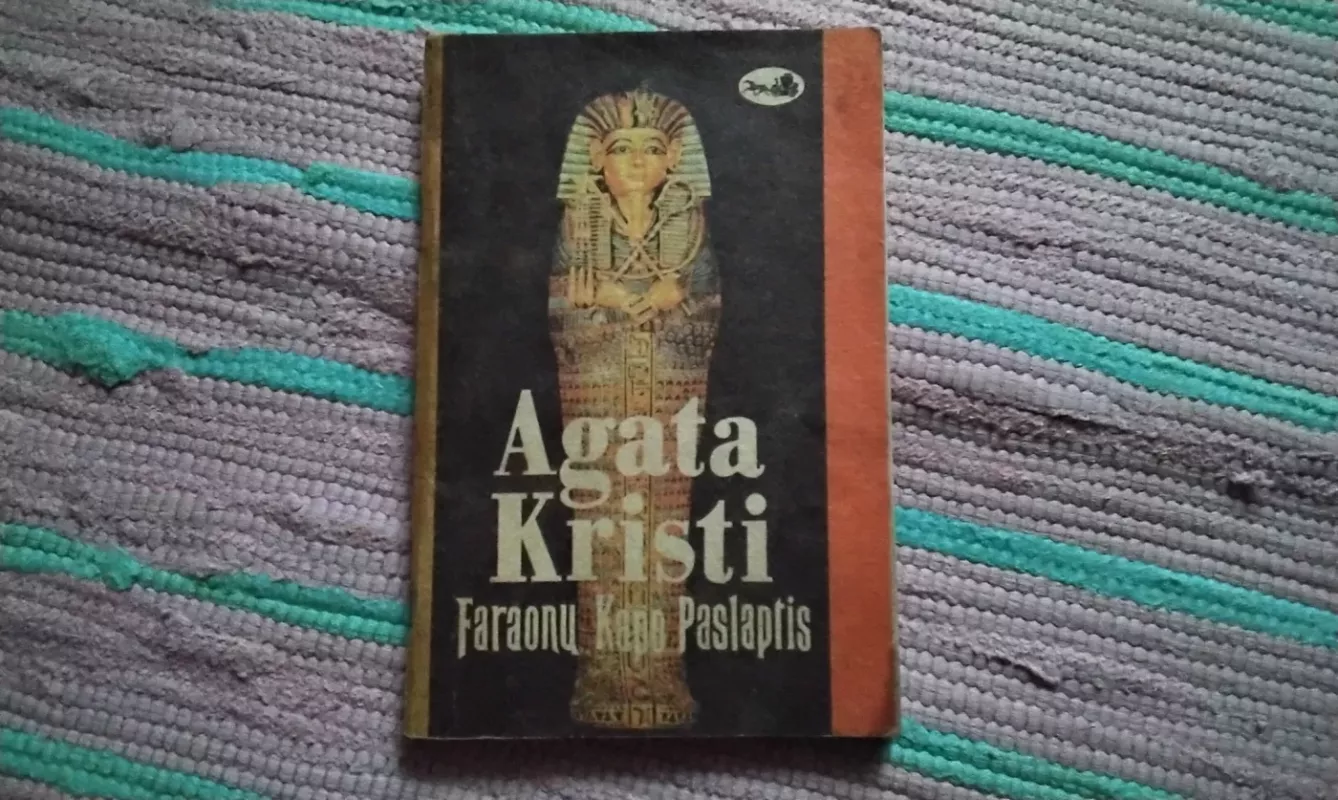 Agata
Kristi
Faraonų Kapo Paslaptis